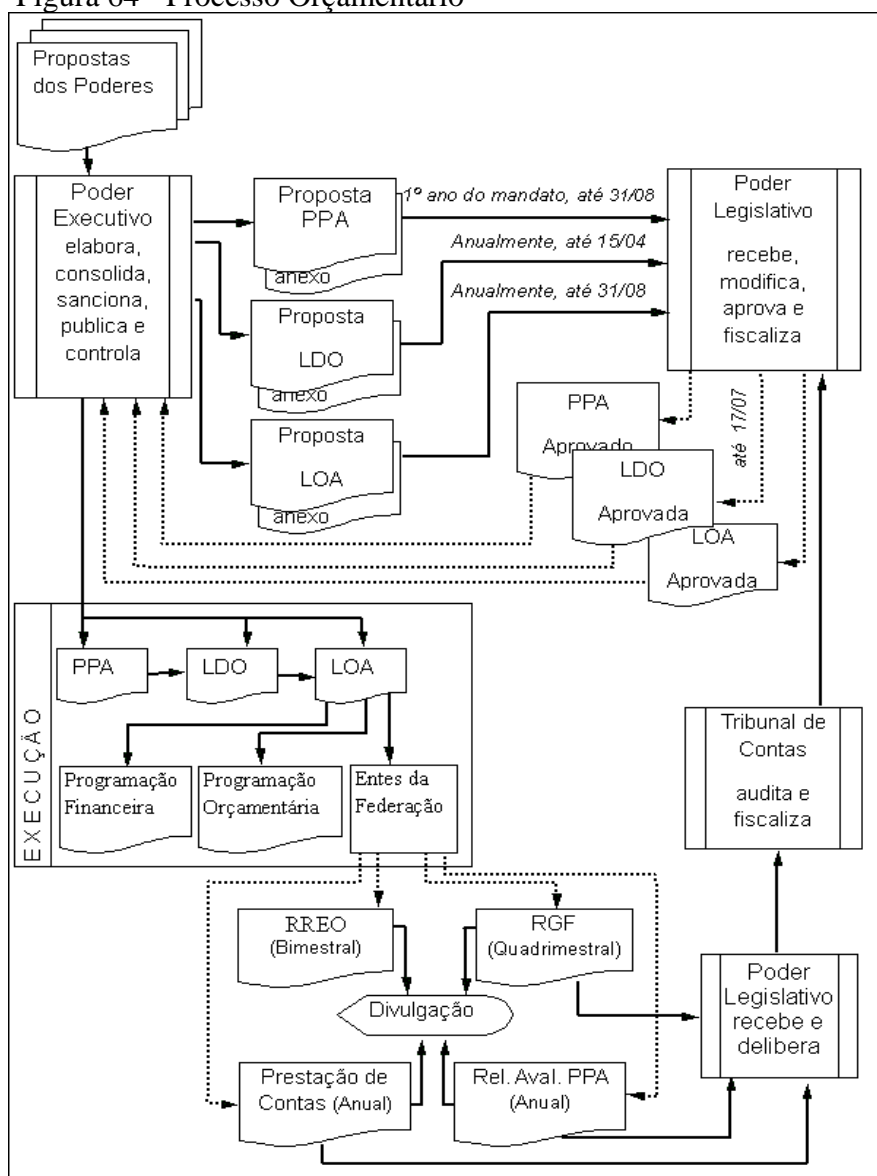 Figura 64 - Processo Orçamentário
Propostas
dos Poderes
Poder
Executivo
elabora,
consolida,
sanciona,
publica e
controla
Proposta
PPA
anexo
1º ano do mandato, até 31/08
Anualmente, até 15/04
Anualmente, até 31/08
Poder
Legislativo
recebe,
modifica,
aprova e
fiscaliza
Proposta
LDO
anexo
Proposta
LOA
anexo
PPA
Aprovado
até 17/07
LDO
Aprovada
LOA
Aprovada
EXECUÇÃO
PPA
LDO
LOA
Programação
Financeira
Programação
Orçamentária
Entes da
Federação
Tribunal de
Contas
audita e
fiscaliza
RREO
(Bimestral)
RGF
(Quadrimestral)
Divulgação
Poder
Legislativo
recebe e
delibera
Prestação de
Contas (Anual)
Rel. Aval. PPA
(Anual)